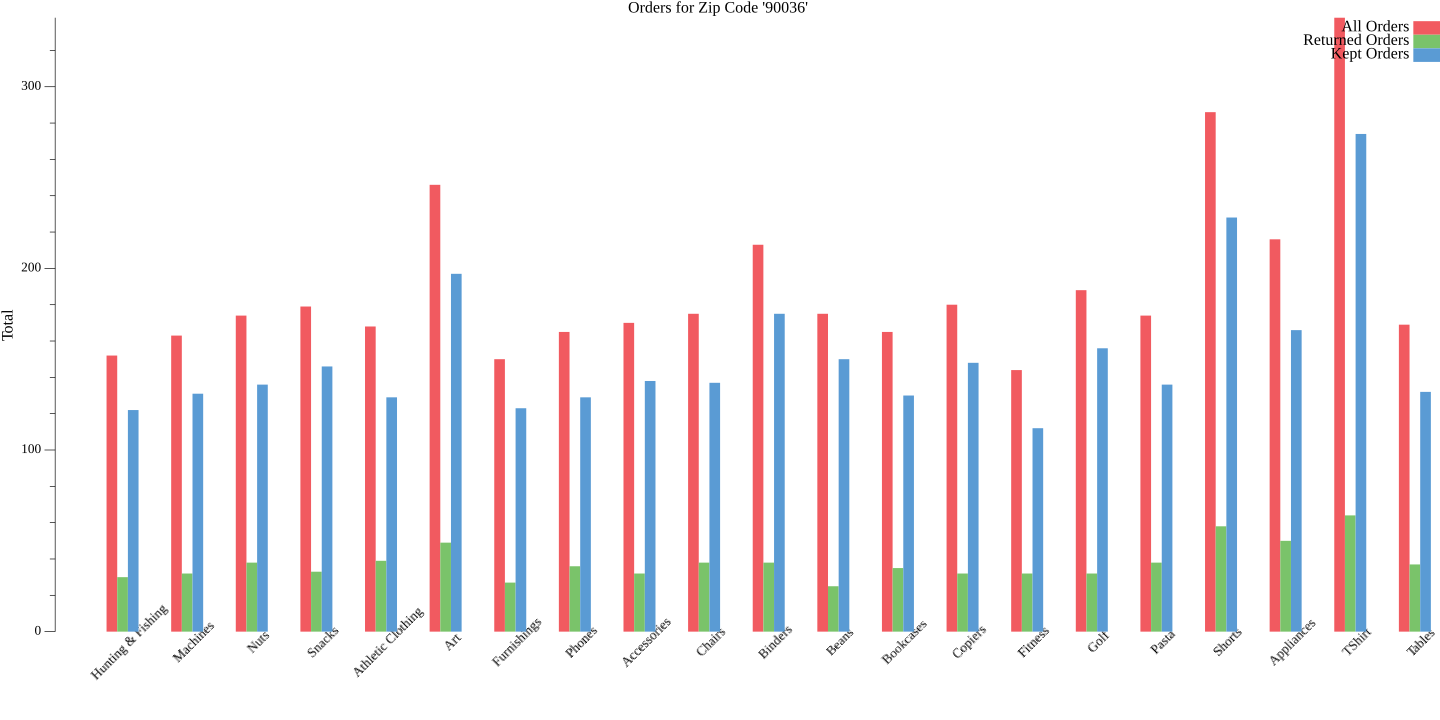 Orders for Zip Code '90036'
All Orders
Returned Orders
Kept Orders
300
200
100
0
Total
Hunting & Fishing
Machines
Nuts
Snacks
Athletic Clothing
Art
Furnishings
Phones
Accessories
Chairs
Binders
Beans
Bookcases
Copiers
Fitness
Golf
Pasta
Shorts
Appliances
TShirt
Tables